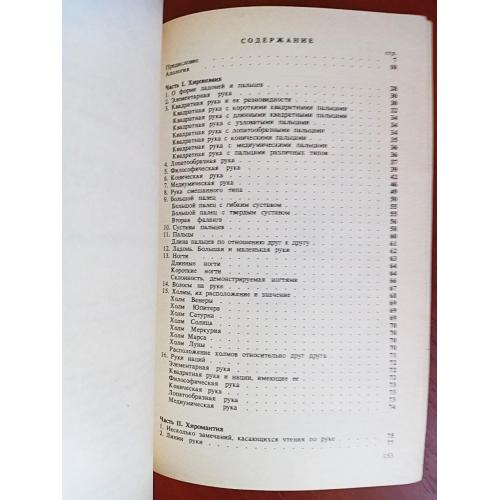 СОДЕРЖАНИЕ
стр.
Предисловие
Апология
Часть I. Хирономия
1. О форме ладоней и пальцев
2. Элементарная рука
3. Квадратная рука и ее разновидности
Квадратная рука с короткими квадратными пальцами
Квадратная рука с длинными квадратными пальцами
Квадратная рука с узловатыми пальцами
Квадратная рука с лопатообразными пальцами
Квадратная рука с коническими пальцами
Квадратная рука с медиумическими пальцами
Квадратная рука с пальцами различных типов
4. Лопатообразная рука
5. Философическая рука
6. Коническая рука
7. Медиумическая рука
8. Рука смешанного типа
9. Большой палец
Большой палец с гибким суставом
Большой палец с твердым суставом
Вторая фаланга
10. Суставы пальцев
11. Пальцы
Длина пальцев по отношению друг к другу
12. Ладонь. Большая и маленькая руки
13. Ногти
Длинные ногти
Короткие ногти
Склонность, демонстрируемая ногтями
14. Волосы на руке
15. Холмы, их расположение и значение
Холм Венеры
Холм Юпитера
Холм Сатурна
Холм Солнца
Холм Меркурия
Холм Марса
Холм Луны
Расположение холмов относительно друг друга
16. Руки наций
Элементарная рука
Квадратная рука и нации, имеющие ее
Философическая рука
Коническая рука
Лопатообразная рука
Медиумическая рука 74
Часть II. Хиромантия
1. Несколько замечаний, касающихся чтения по руке 75
2. Линии руки 77
153